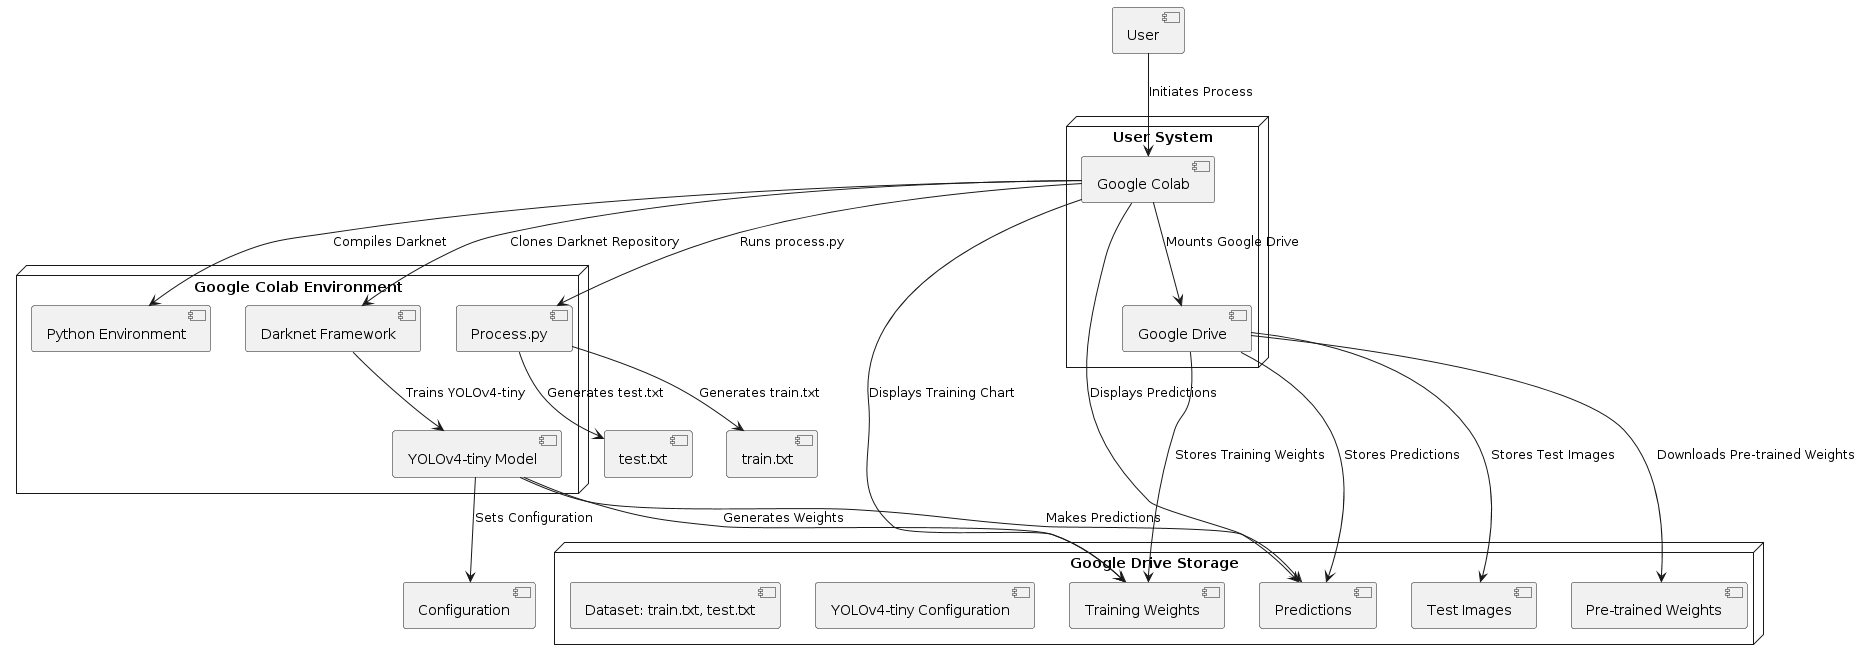 User
Initiates Process
User System
Google Colab
Compiles Darknet
Clones Darknet Repository
Runs process.py
Mounts Google Drive
Google Colab Environment
Python Environment
Darknet Framework
Process.py
Google Drive
Trains YOLOv4-tiny
Generates test.txt
Generates train.txt
Displays Training Chart
Displays Predictions
YOLOv4-tiny Model
test.txt
train.txt
Stores Training Weights
Stores Predictions
Stores Test Images
Downloads Pre-trained Weights
Sets Configuration
Generates Weights
Makes Predictions
Google Drive Storage
Configuration
Dataset: train.txt, test.txt
YOLOv4-tiny Configuration
Training Weights
Predictions
Test Images
Pre-trained Weights